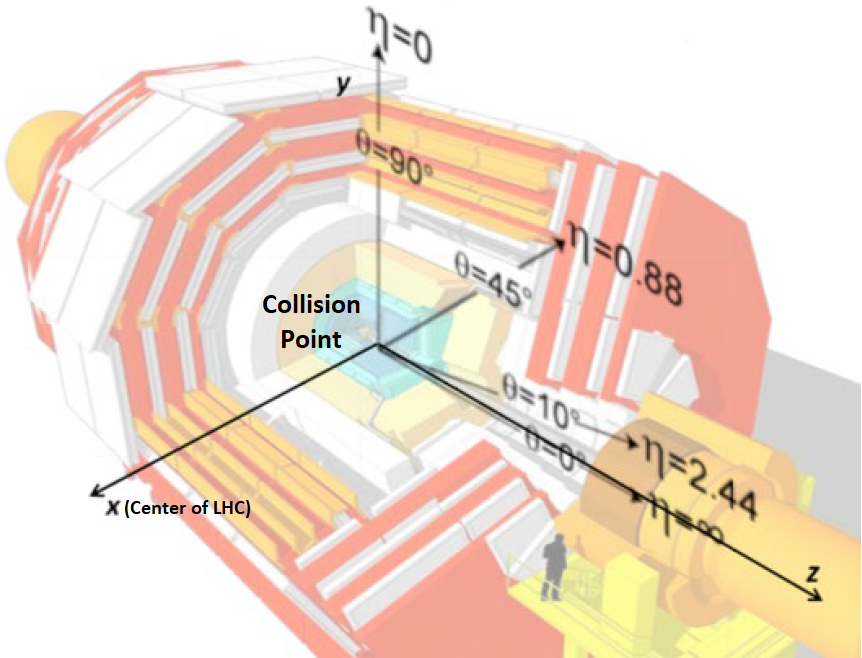 η=0
y
θ=90°
η=0.88
θ=45°
Collision
Point
θ=10°
η=2.44
θ=0°
η=∞
x (Center of LHC)
z